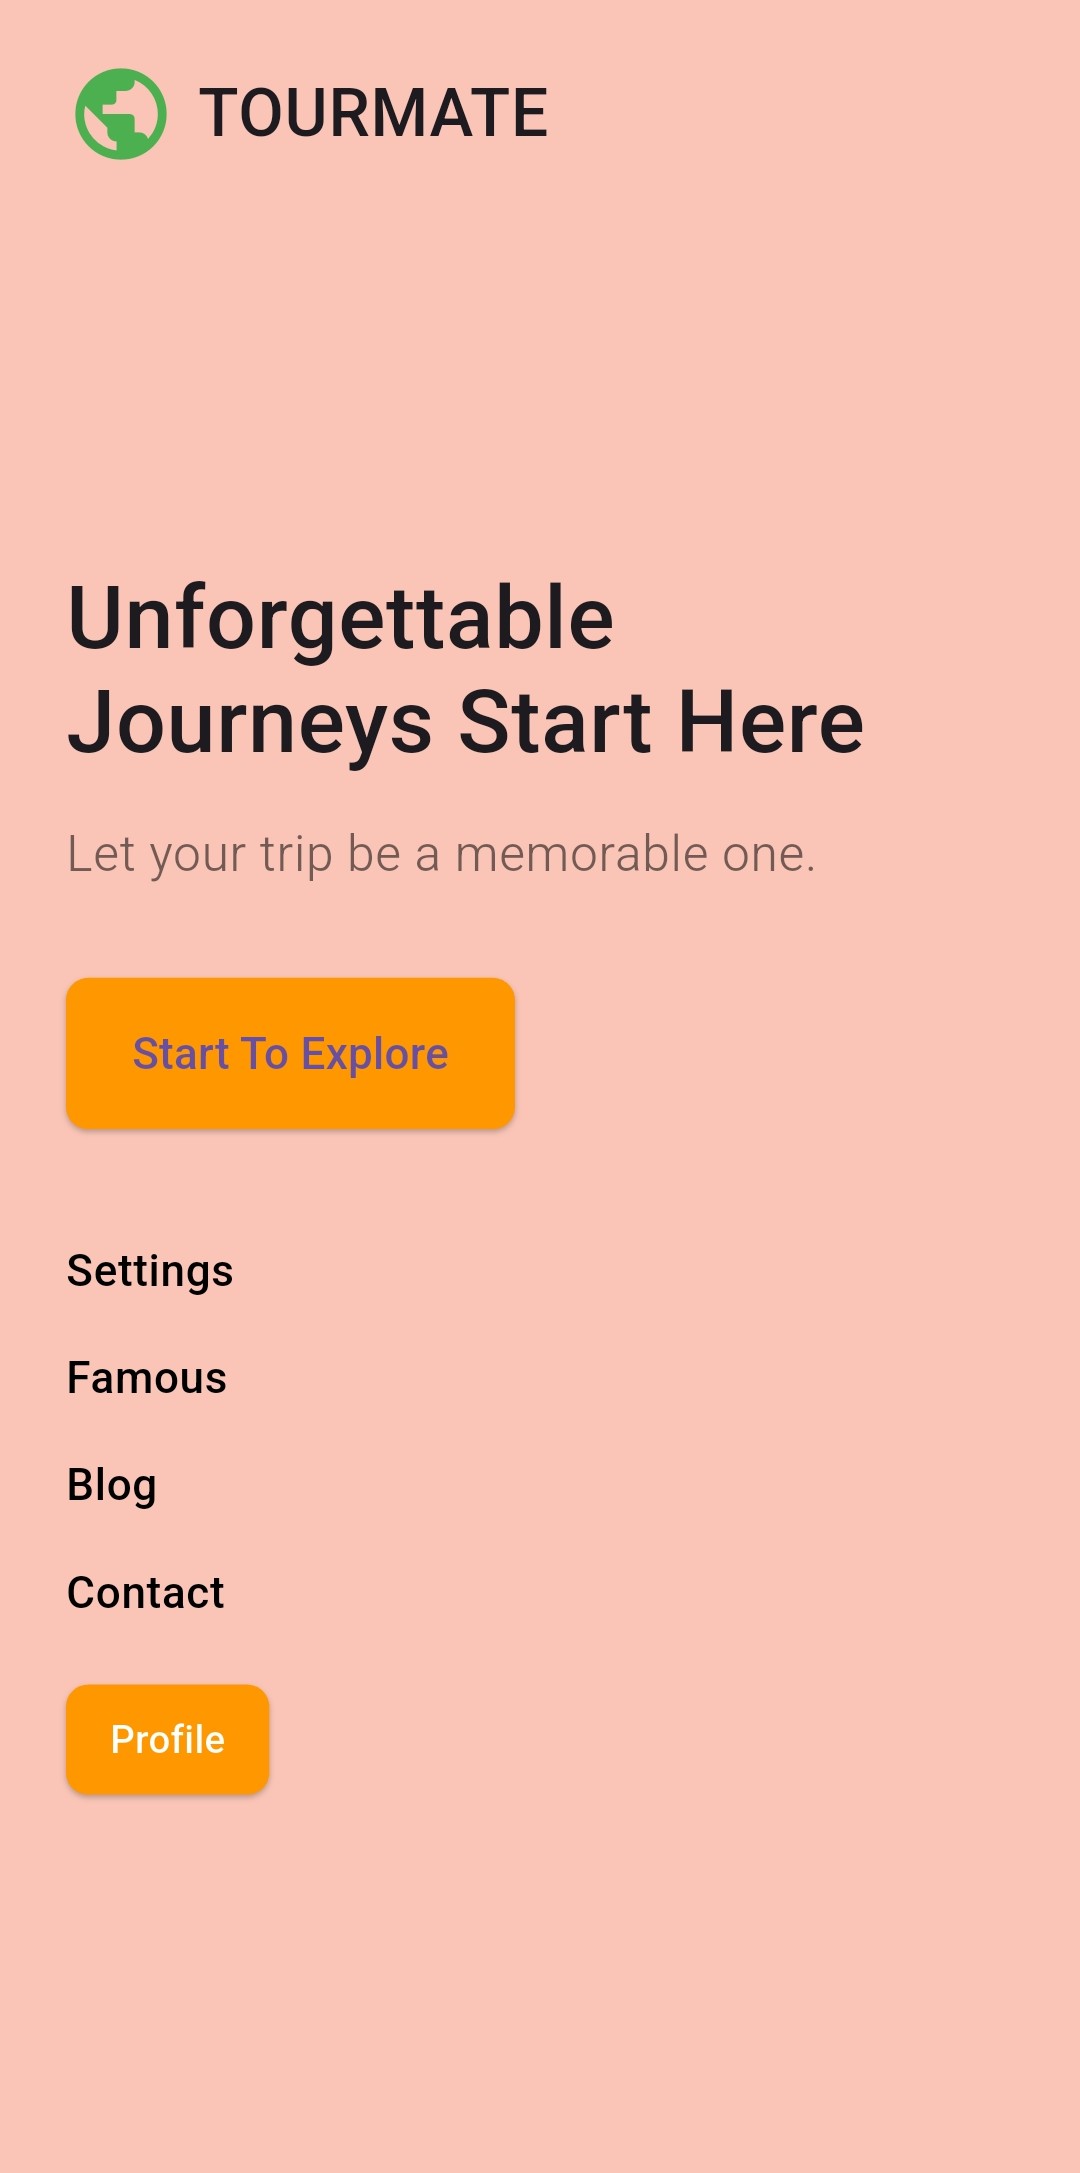 TOURMATE
Unforgettable
Journeys Start Here
Let your trip be a memorable one.
Start To Explore
Settings
Famous
Blog
Contact
Profile